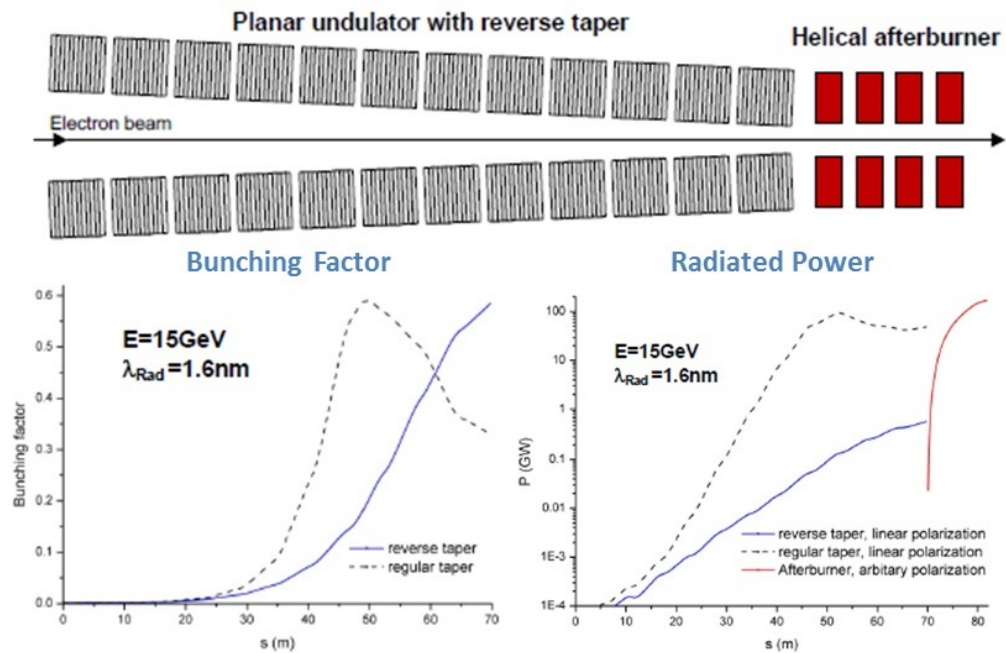 Planar undulator with reverse taper
Helical afterburner
Electron beam
Bunching Factor
Radiated Power
0.6
0.5
0.4
0.3
0.2
0.1
0.0
Bunching factor
E=15GeV
λRad =1.6nm
reverse taper
regular taper
0 10 20 30 40 50 60 70
s (m)
100
10
1
0.1
0.01
1E-3
1E-4
P (GW)
E=15GeV
λRad =1.6nm
reverse taper, linear polarization
regular taper, linear polarization
Afterburner, arbitary polarization
0 10 20 30 40 50 60 70 80
s (m)